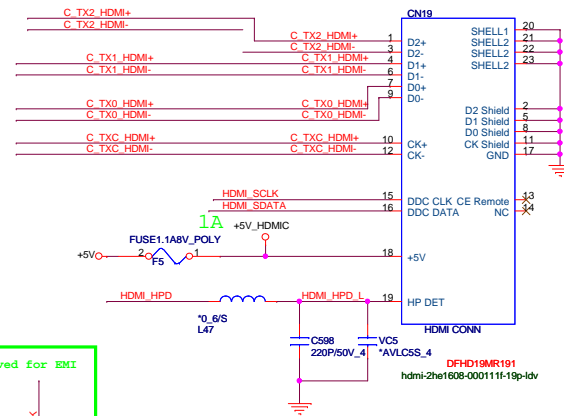 CN19
C_TX2_HDMI+
C_TX2_HDMI-
C_TX2_HDMI+
C_TX2_HDMI-
C_TX1_HDMI+
C_TX1_HDMI-
C_TX1_HDMI+
C_TX1_HDMI-
C_TX0_HDMI+
C_TX0_HDMI-
C_TX0_HDMI+
C_TX0_HDMI-
C_TXC_HDMI+
C_TXC_HDMI-
C_TXC_HDMI+
C_TXC_HDMI-
1 D2+
3 D2-
4 D1+
6 D1-
7 D0+
9 D0-
10 CK+
12 CK-
SHELL1 20
SHELL2 21
SHELL2 22
SHELL2 23
D2 Shield 2
D1 Shield 5
D0 Shield 8
CK Shield 11
GND 17
HDMI_SCLK 15 DDC CLK CE Remote 13
HDMI_SDATA 16 DDC DATA NC 14
1A +5V_HDMIC
FUSE1.1A8V_POLY
+5V 2 1 18 +5V
F5
HDMI_HPD HDMI_HPD_L 19 HP DET
*0_6/S
L47
HDMI CONN
C598
220P/50V_4
VC5
*AVLC5S_4
DFHD19MR191
hdmi-2he1608-000111f-19p-ldv
ved for EMI